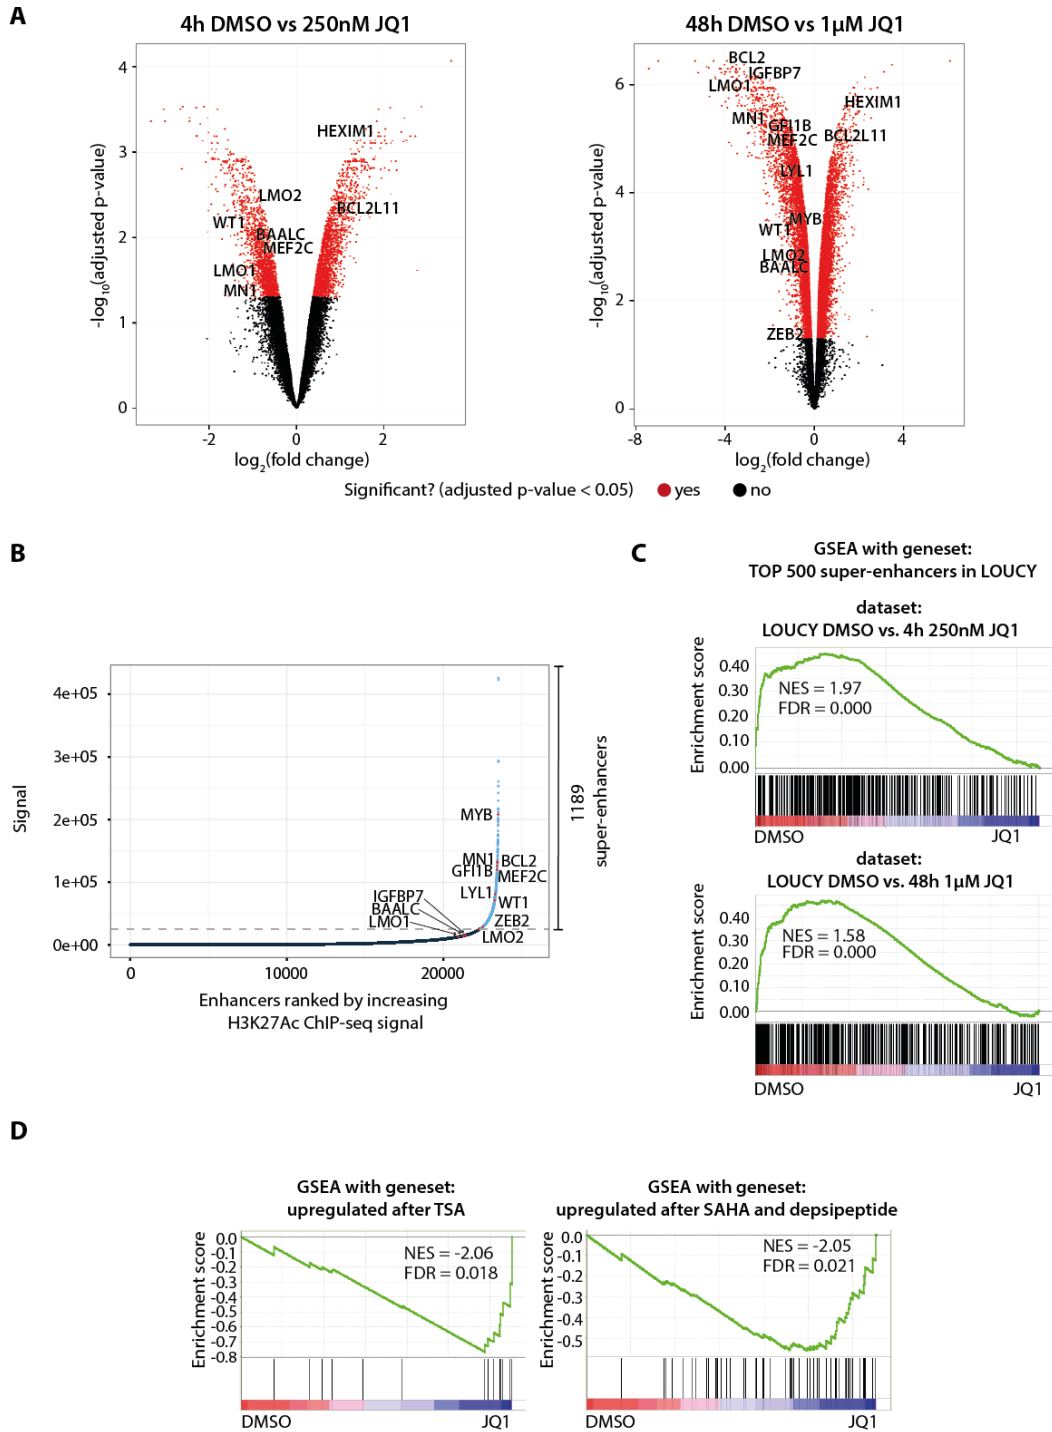 A
4h DMSO vs 250nM JQ1
48h DMSO vs 1µM JQ1
-log10(adjusted p-value)
4
3
2
1
0
HEXIM1
LMO2
BCL2L11
WT1
BAALC
MEF2C
LMO1
MN1
-2
0
2
log2(fold change)
-log10(adjusted p-value)
6
4
2
0
BCL2
IGFBP7
LMO1
HEXIM1
MN1
GFI1B
MEF2C
BCL2L11
LYL1
MYB
WT1
LMO2
BAALC
ZEB2
-8
-4
0
4
log2(fold change)
Significant? (adjusted p-value < 0.05) yes no
B
Signal
4e+05
3e+05
2e+05
1e+05
0e+00
MYB
MN1
BCL2
GFI1B
MEF2C
LYL1
IGFBP7
WT1
BAALC
LMO1
ZEB2
LMO2
1189
super-enhancers
0
10000
20000
Enhancers ranked by increasing
H3K27Ac ChIP-seq signal
C
GSEA with geneset:
TOP 500 super-enhancers in LOUCY
dataset:
LOUCY DMSO vs. 4h 250nM JQ1
Enrichment score
0.40
0.30
0.20
0.10
0.00
NES = 1.97
FDR = 0.000
DMSO
JQ1
dataset:
LOUCY DMSO vs. 48h 1µM JQ1
Enrichment score
0.40
0.30
0.20
0.10
0.00
NES = 1.58
FDR = 0.000
DMSO
JQ1
D
GSEA with geneset:
upregulated after TSA
Enrichment score
0.0
-0.1
-0.2
-0.3
-0.4
-0.5
-0.6
-0.7
-0.8
NES = -2.06
FDR = 0.018
DMSO
JQ1
GSEA with geneset:
upregulated after SAHA and depsipeptide
Enrichment score
0.0
-0.1
-0.2
-0.3
-0.4
-0.5
NES = -2.05
FDR = 0.021
DMSO
JQ1